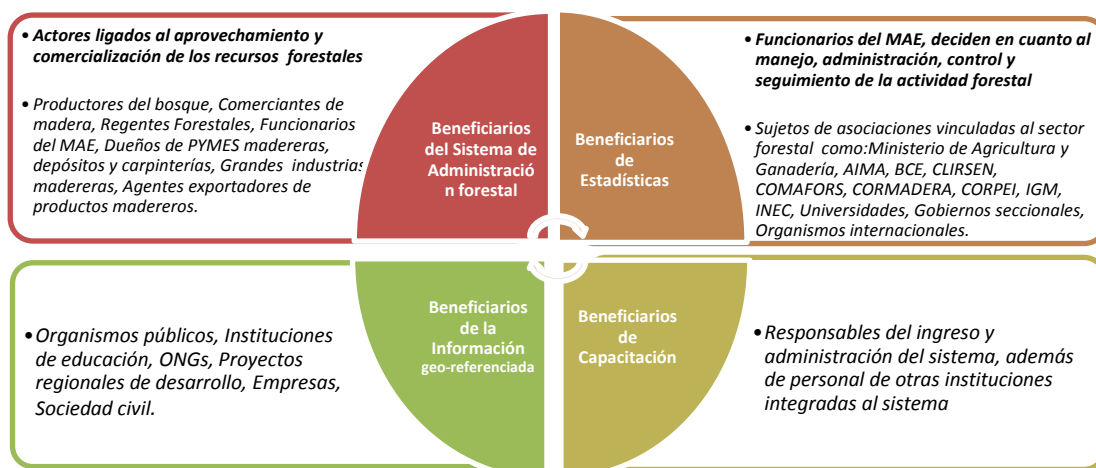 • Actores ligados al aprovechamiento y
comercialización de los recursos forestales
• Productores del bosque, Comerciantes de
madera, Regentes Forestales, Funcionarios
del MAE, Dueños de PYMES madereras,
depósitos y carpinterías, Grandes industrias
madereras, Agentes exportadores de
productos madereros.
Beneficiarios
del Sistema de
Administració
n forestal
Beneficiarios
de
Estadísticas
• Funcionarios del MAE, deciden en cuanto al
manejo, administración, control y
seguimiento de la actividad forestal
• Sujetos de asociaciones vinculadas al sector
forestal como:Ministerio de Agricultura y
Ganadería, AIMA, BCE, CLIRSEN,
COMAFORS, CORMADERA, CORPEI, IGM,
INEC, Universidades, Gobiernos seccionales,
Organismos internacionales.
• Organismos públicos, Instituciones
de educación, ONGs, Proyectos
regionales de desarrollo, Empresas,
Sociedad civil.
Beneficiarios
de la
Información
geo-referenciada
Beneficiarios
de
Capacitación
• Responsables del ingreso y
administración del sistema, además
de personal de otras instituciones
integradas al sistema